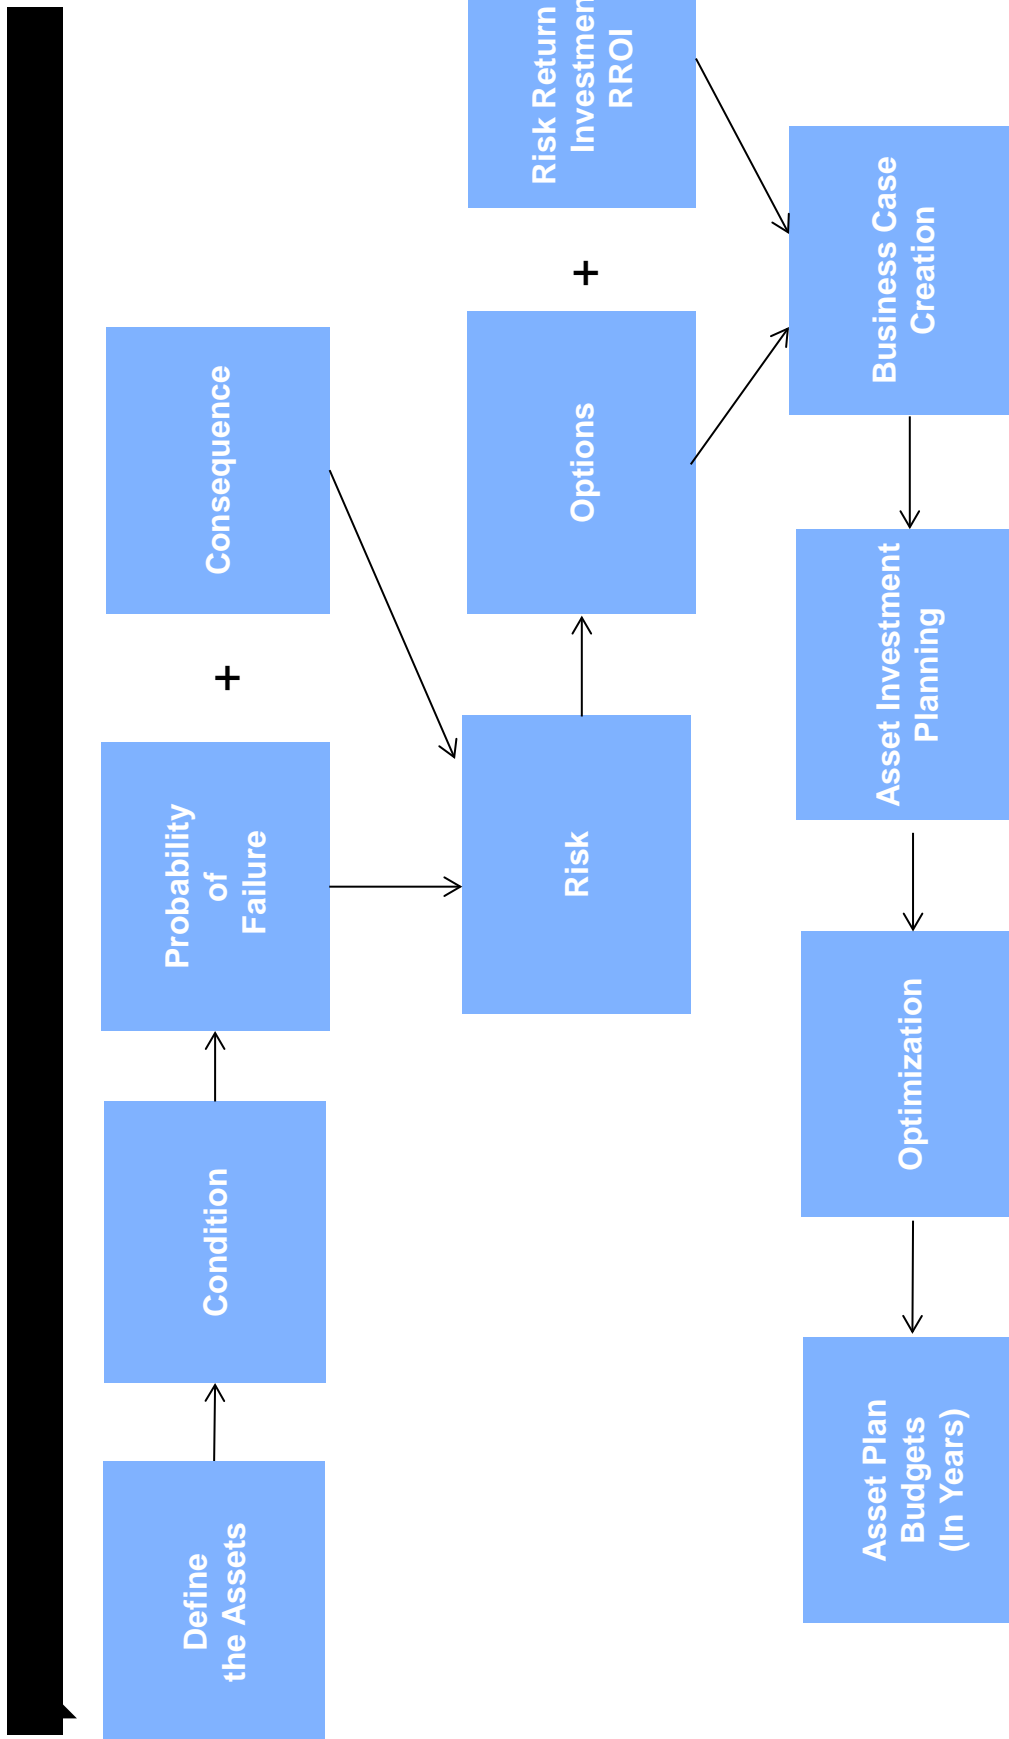 Define
the Assets
Condition
Probability
of
Failure
+
Consequence
Risk
Options
+
Risk Return
Investmen
RROI
Business Case
Creation
Asset Investment
Planning
Optimization
Asset Plan
Budgets
(In Years)